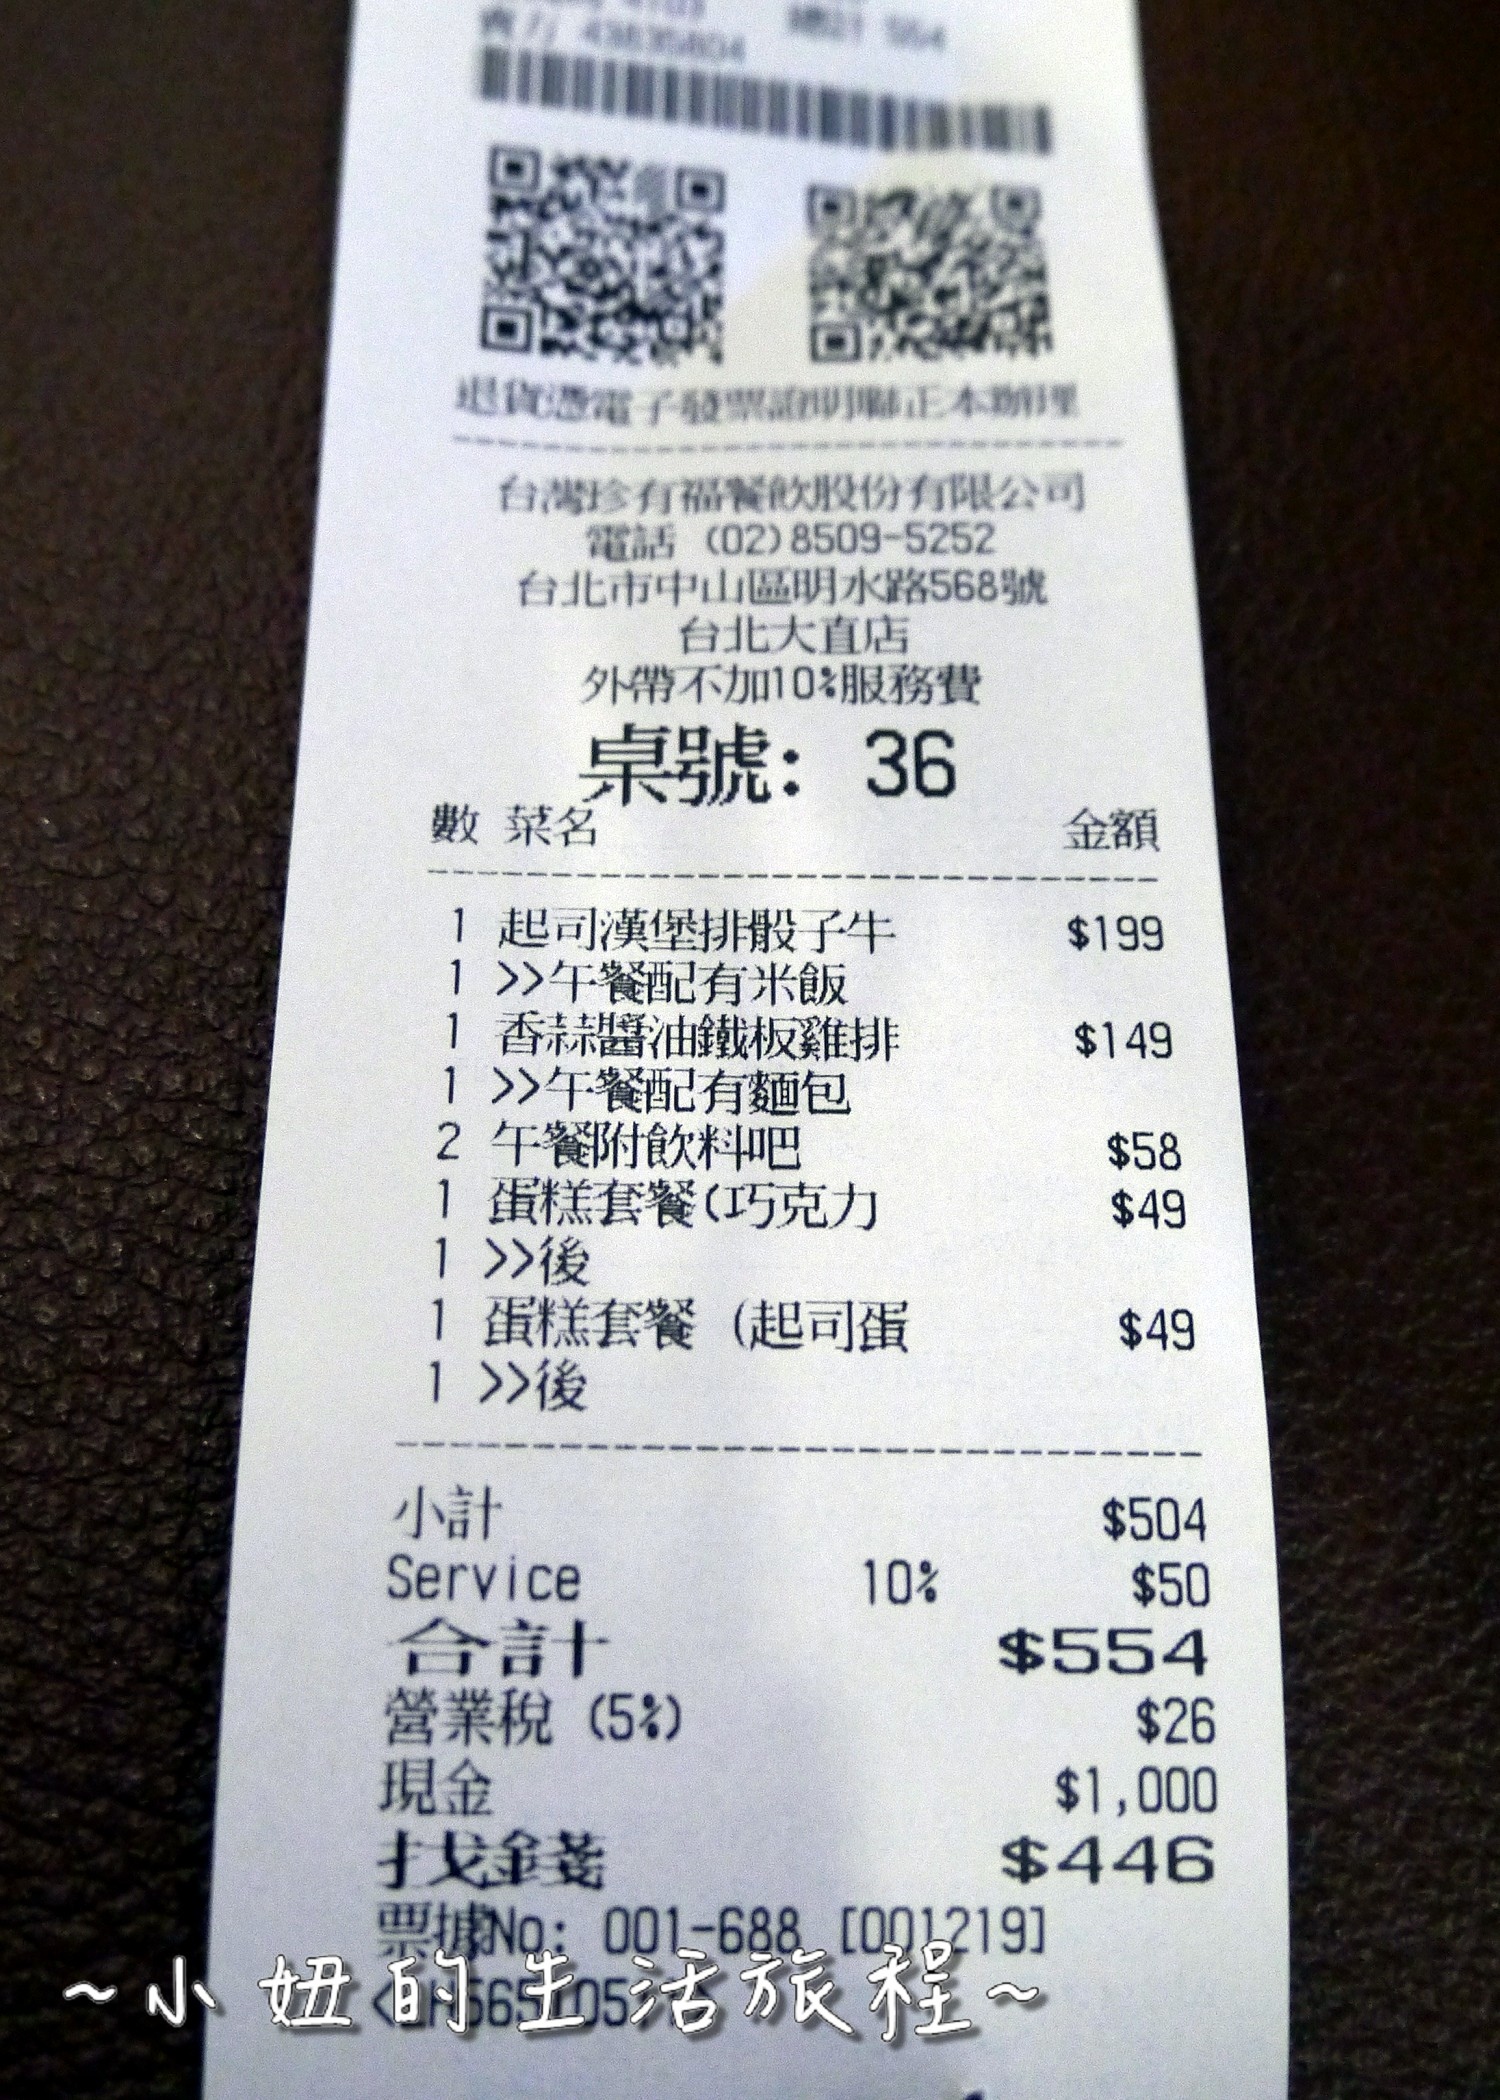 賣方 43835804 總計 554
退貨憑電子發票證明聯正本辦理
台灣珍有福餐飲股份有限公司
電話 (02)8509-5252
台北市中山區明水路568號
台北大直店
外帶不加10%服務費
桌號: 36
數 菜名 金額
1 起司漢堡排骰子牛 $199
1 >>午餐配有米飯
1 香蒜醬油鐵板雞排 $149
1 >>午餐配有麵包
2 午餐附飲料吧 $58
1 蛋糕套餐(巧克力 $49
1 >>後
1 蛋糕套餐 (起司蛋 $49
1 >>後
小計 $504
Service 10% $50
合計 $554
營業稅 (5%) $26
現金 $1,000
找錢 $446
票據No: 001-688 [001219]
~小妞的生活旅程~